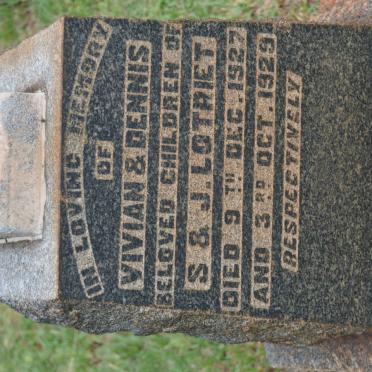 IN LOVING MEMORY
OF
VIVIAN & DENNIS
BELOVED CHILDREN OF
S & J. LOTRIET
DIED 9TH DEC. 1927
AND 3RD OCT. 1929
RESPECTIVELY